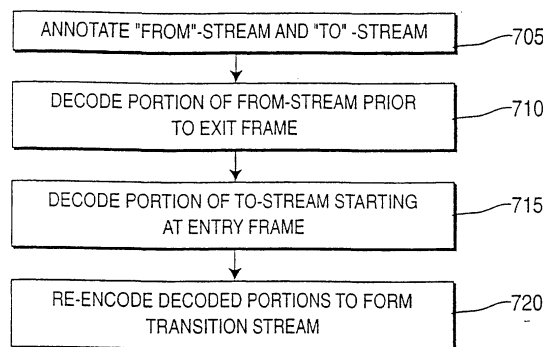 ANNOTATE "FROM"-STREAM AND "TO" -STREAM
705
DECODE PORTION OF FROM-STREAM PRIOR
TO EXIT FRAME
710
DECODE PORTION OF TO-STREAM STARTING
AT ENTRY FRAME
715
RE-ENCODE DECODED PORTIONS TO FORM
TRANSITION STREAM
720